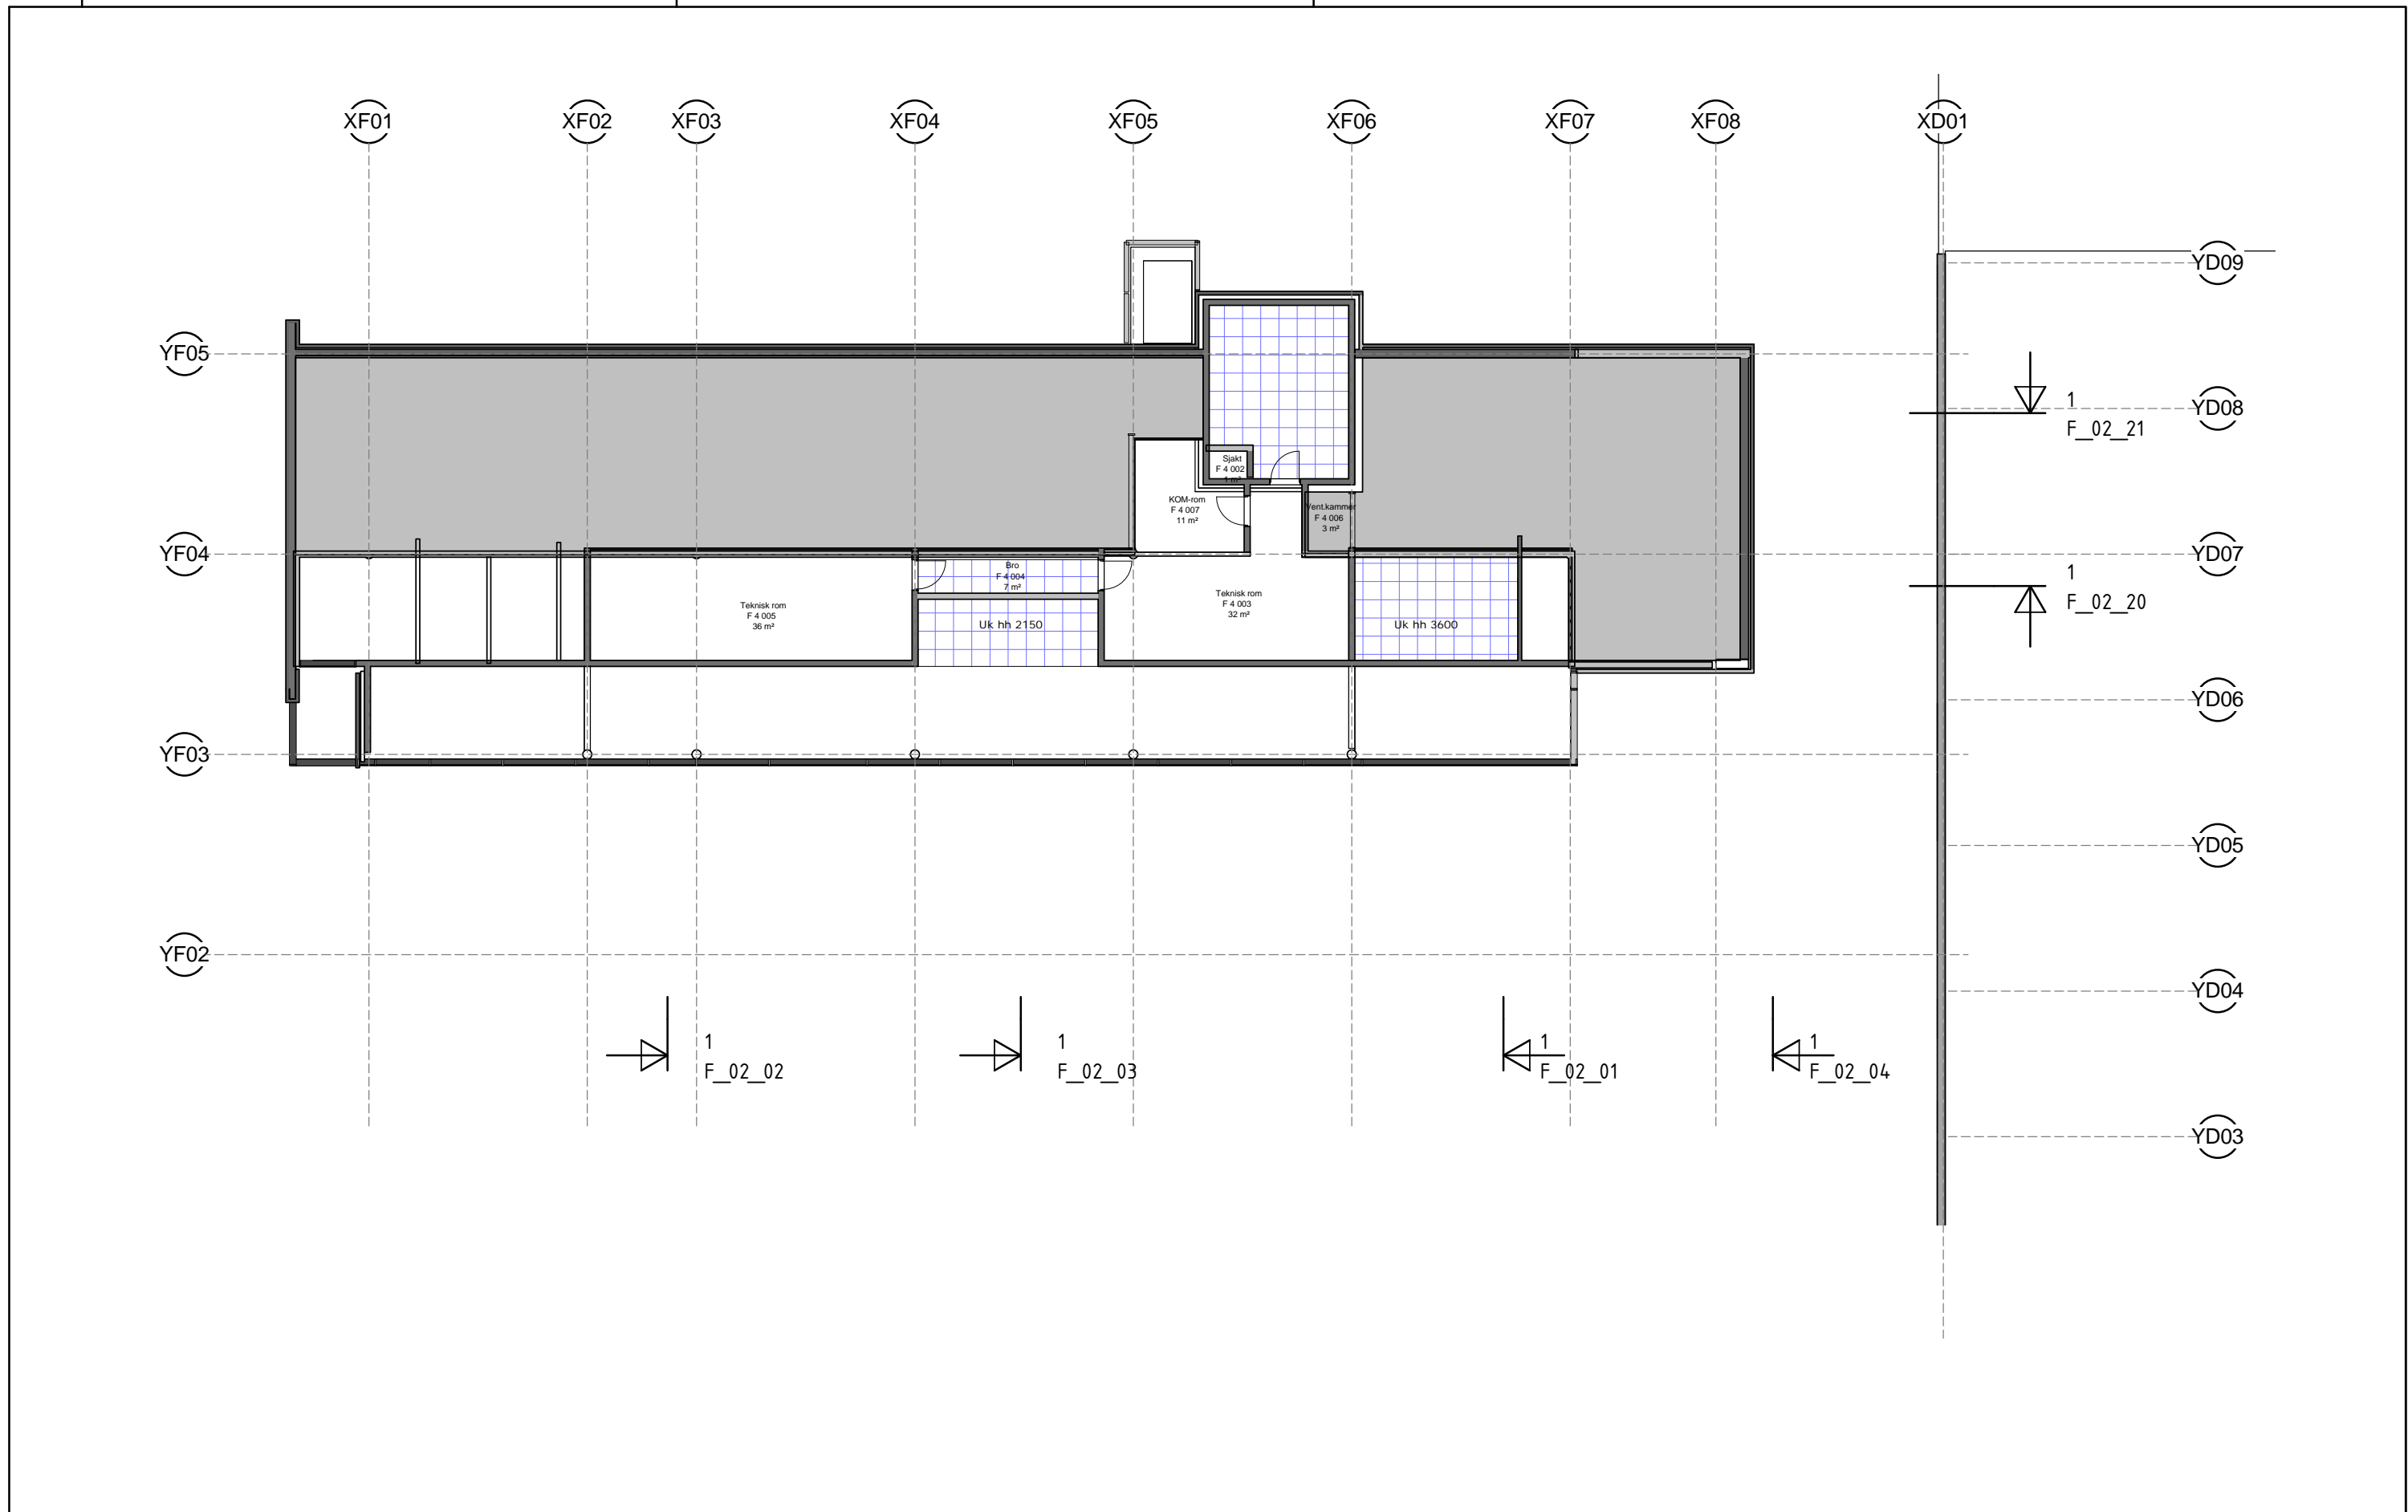 XF01 XF02 XF03 XF04 XF05 XF06 XF07 XF08 XD01
YD09
YF05
YD08
1
F_02_21
Sjakt
F 4 002
1 m²
KOM-rom
F 4 007
11 m²
Vent.kammer
F 4 006
3 m²
YF04
YD07
Bro
F 4 004
7 m²
1
F_02_20
Teknisk rom
F 4 005
36 m²
Uk hh 2150
Teknisk rom
F 4 003
32 m²
Uk hh 3600
YD06
YF03
YD05
YF02
YD04
1
F_02_02
1
F_02_03
1
F_02_01
1
F_02_04
YD03